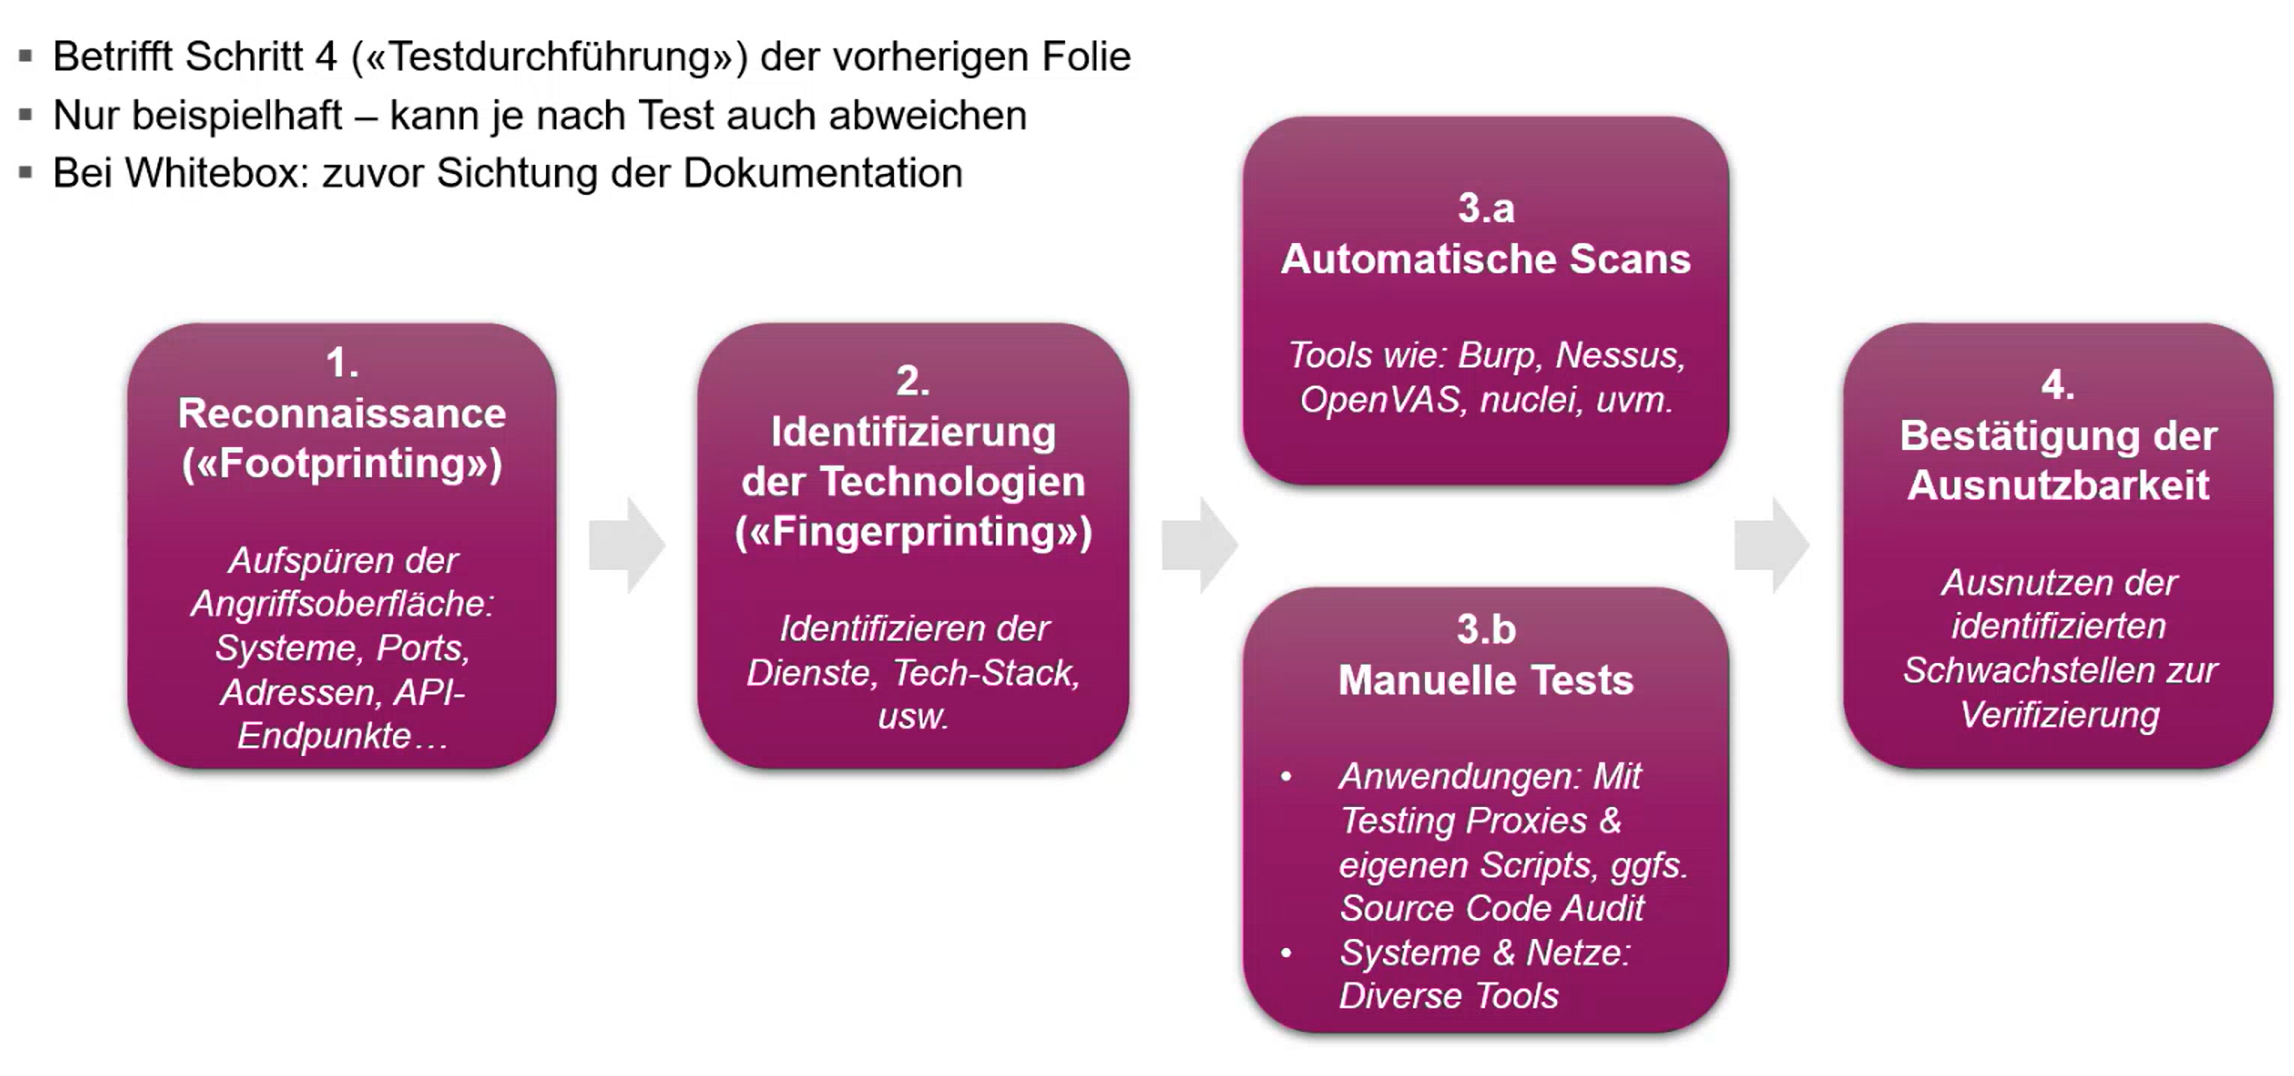 ▪ Betrifft Schritt 4 («Testdurchführung») der vorherigen Folie
▪ Nur beispielhaft – kann je nach Test auch abweichen
▪ Bei Whitebox: zuvor Sichtung der Dokumentation
1.
Reconnaissance
(«Footprinting»)
Aufspüren der
Angriffsoberfläche:
Systeme, Ports,
Adressen, API-
Endpunkte…
2.
Identifizierung
der Technologien
(«Fingerprinting»)
Identifizieren der
Dienste, Tech-Stack,
usw.
3.a
Automatische Scans
Tools wie: Burp, Nessus,
OpenVAS, nuclei, uvm.
3.b
Manuelle Tests
• Anwendungen: Mit
Testing Proxies &
eigenen Scripts, ggfs.
Source Code Audit
• Systeme & Netze:
Diverse Tools
4.
Bestätigung der
Ausnutzbarkeit
Ausnutzen der
identifizierten
Schwachstellen zur
Verifizierung